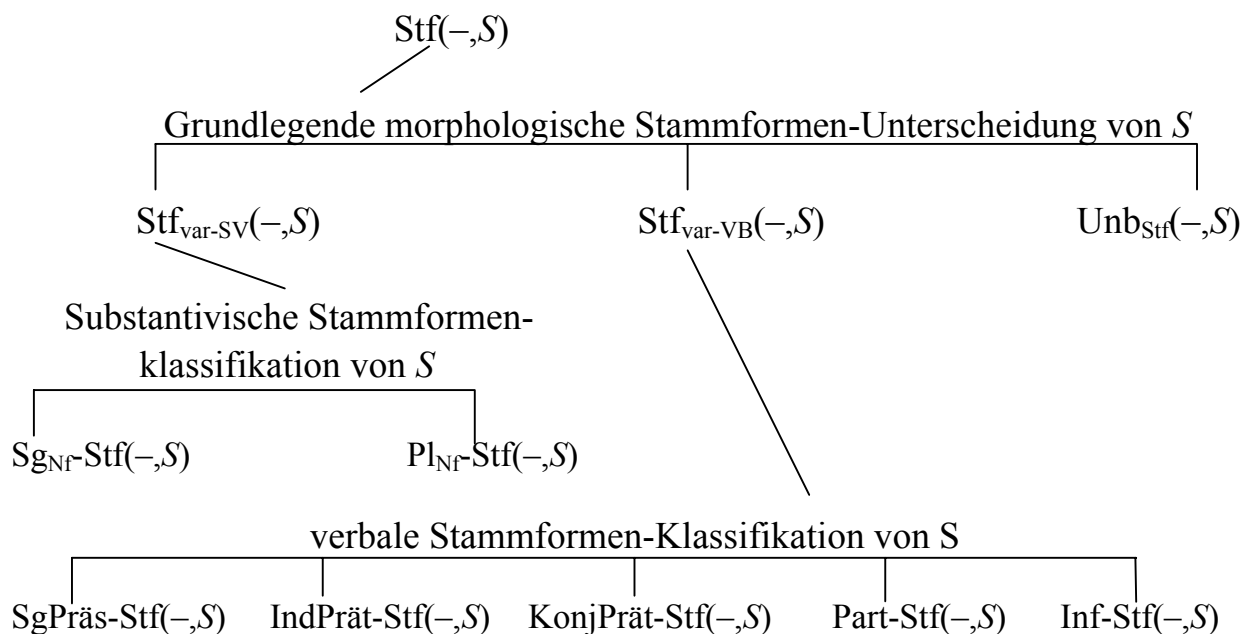 Stf(–,S)
Grundlegende morphologische Stammformen-Unterscheidung von S
Stfvar-SV(–,S) Stfvar-VB(–,S) UnbStf(–,S)
Substantivische Stammformen-
klassifikation von S
SgNf-Stf(–,S) PlNf-Stf(–,S)
verbale Stammformen-Klassifikation von S
SgPräs-Stf(–,S) IndPrät-Stf(–,S) KonjPrät-Stf(–,S) Part-Stf(–,S) Inf-Stf(–,S)